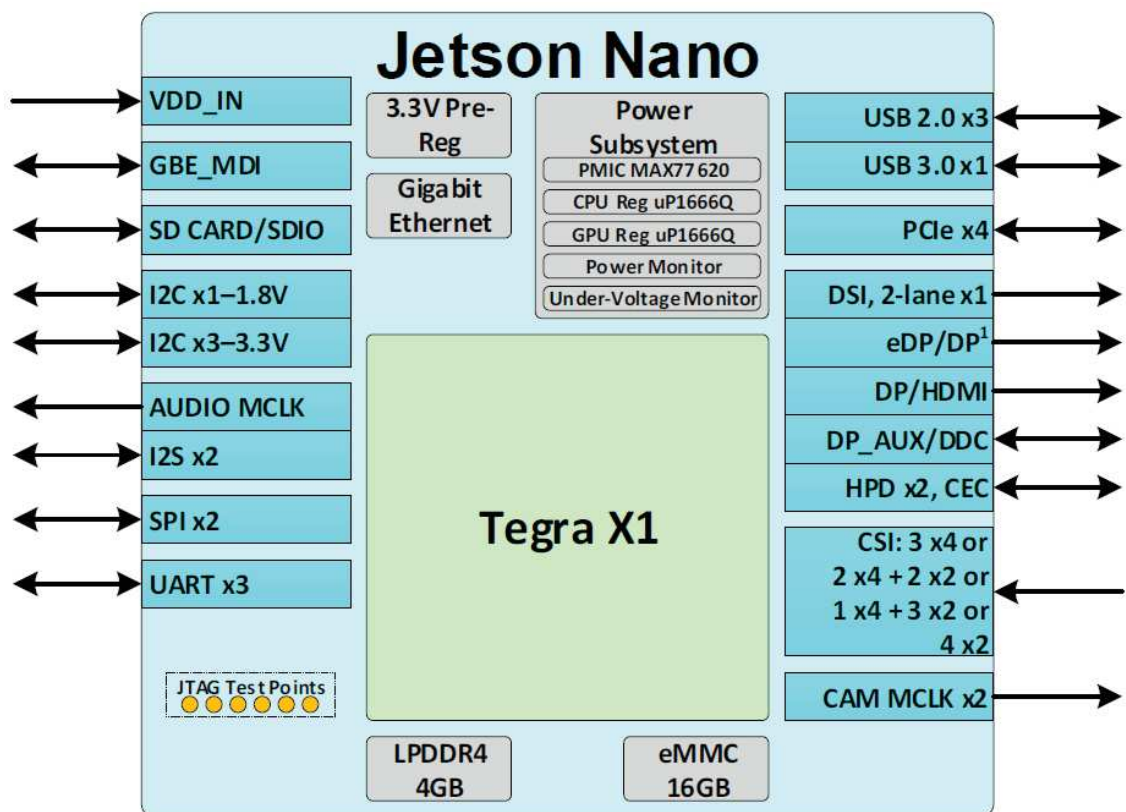 Jetson Nano
VDD_IN
GBE_MDI
SD CARD/SDIO
I2C x1–1.8V
I2C x3–3.3V
AUDIO MCLK
I2S x2
SPI x2
UART x3
JTAG Test Points
3.3V Pre-
Reg
Gigabit
Ethernet
Power
Subsystem
PMIC MAX77620
CPU Reg uP1666Q
GPU Reg uP1666Q
Power Monitor
Under-Voltage Monitor
Tegra X1
LPDDR4
4GB
eMMC
16GB
USB 2.0 x3
USB 3.0 x1
PCIe x4
DSI, 2-lane x1
eDP/DP¹
DP/HDMI
DP_AUX/DDC
HPD x2, CEC
CSI: 3 x4 or
2 x4 + 2 x2 or
1 x4 + 3 x2 or
4 x2
CAM MCLK x2